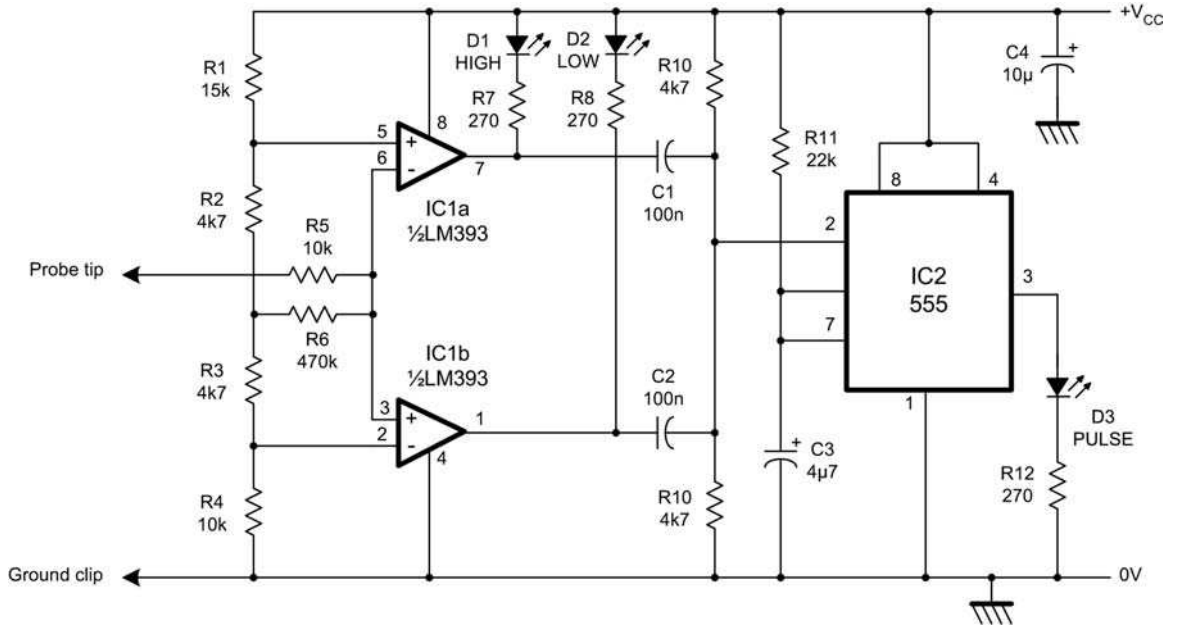 +VCC
D1
HIGH
D2
LOW
R10
4k7
C4
10µ
+
R1
15k
R7
270
R8
270
8
5
+
6
-
7
R11
22k
8
4
C1
100n
R2
4k7
IC1a
½LM393
R5
10k
2
Probe tip
IC2
555
3
R6
470k
7
IC1b
½LM393
R3
4k7
C2
100n
3
+
2
-
1
4
1
D3
PULSE
+
C3
4µ7
R4
10k
R10
4k7
R12
270
Ground clip
0V